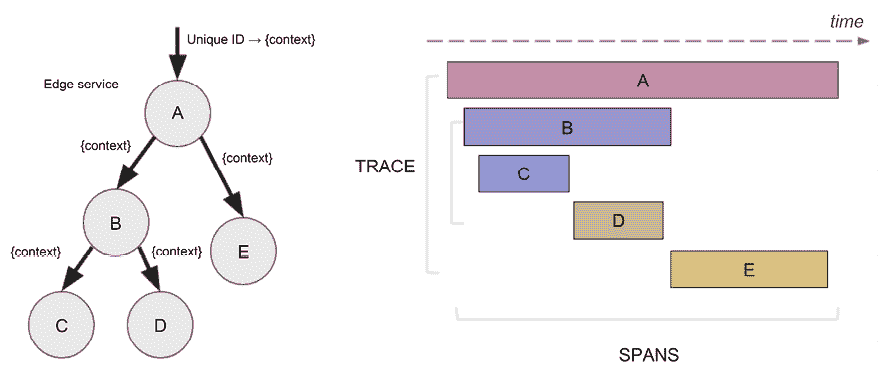 Unique ID → {context}
Edge service
A
{context}
{context}
B
E
{context}
{context}
C
D
time
A
B
TRACE
C
D
E
SPANS